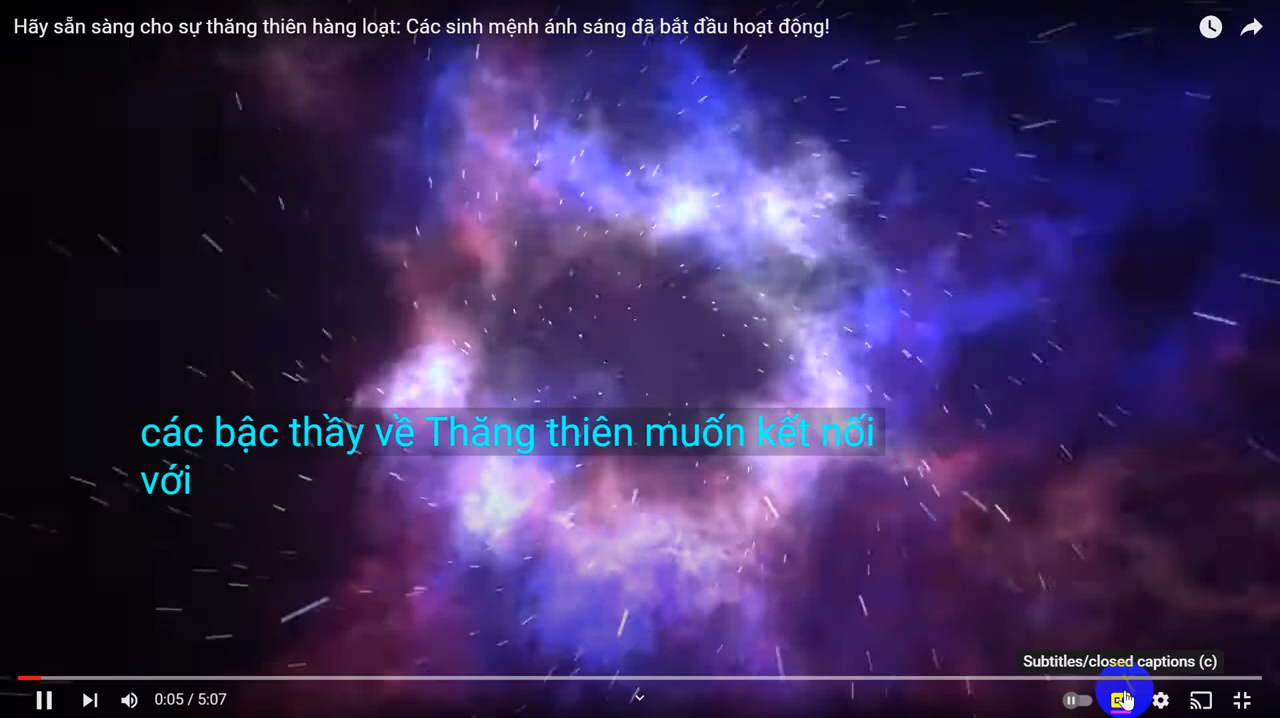 Hãy sẵn sàng cho sự thăng thiên hàng loạt: Các sinh mệnh ánh sáng đã bắt đầu hoạt động!
các bậc thầy về Thăng thiên muốn kết nối
với
Subtitles/closed captions (c)
0:05 / 5:07